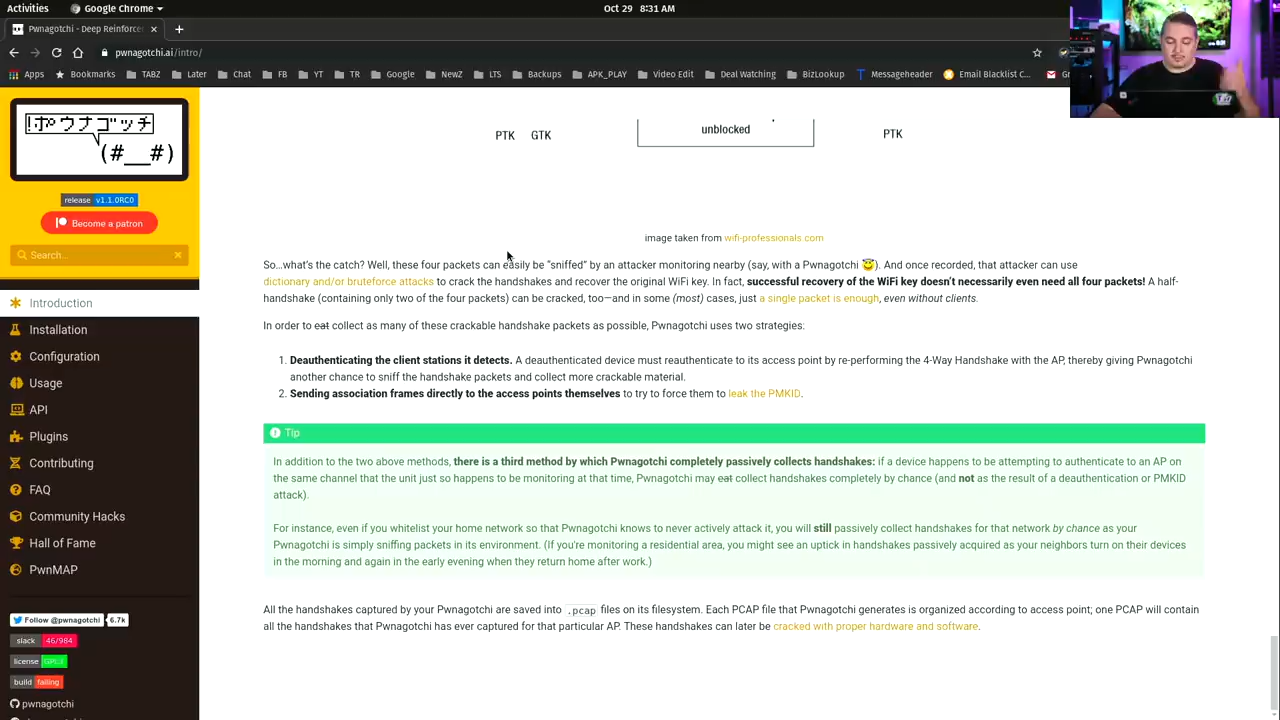 Activities
Google Chrome
Oct 29 8:31 AM
Pwnagotchi - Deep Reinforce
pwnagotchi.ai/intro/
Apps
Bookmarks
TABZ
Later
Chat
FB
YT
TR
Google
NewZ
LTS
Backups
APK_PLAY
Video Edit
Deal Watching
BizLookup
Messageheader
Email Blacklist C...
!ポウナゴッチ
(#__#)
release v1.1.0RC0
Become a patron
Search...
Introduction
Installation
Configuration
Usage
API
Plugins
Contributing
FAQ
Community Hacks
Hall of Fame
PwnMAP
Follow @pwnagotchi 6.7k
slack 46/984
license GPL3
build failing
pwnagotchi
PTK GTK
unblocked
PTK
image taken from wifi-professionals.com
So...what's the catch? Well, these four packets can easily be "sniffed" by an attacker monitoring nearby (say, with a Pwnagotchi 😇). And once recorded, that attacker can use
dictionary and/or bruteforce attacks to crack the handshakes and recover the original WiFi key. In fact, successful recovery of the WiFi key doesn't necessarily even need all four packets! A half-
handshake (containing only two of the four packets) can be cracked, too—and in some (most) cases, just a single packet is enough, even without clients.
In order to eat collect as many of these crackable handshake packets as possible, Pwnagotchi uses two strategies:
1. Deauthenticating the client stations it detects. A deauthenticated device must reauthenticate to its access point by re-performing the 4-Way Handshake with the AP, thereby giving Pwnagotchi
another chance to sniff the handshake packets and collect more crackable material.
2. Sending association frames directly to the access points themselves to try to force them to leak the PMKID.
Tip
In addition to the two above methods, there is a third method by which Pwnagotchi completely passively collects handshakes: if a device happens to be attempting to authenticate to an AP on
the same channel that the unit just so happens to be monitoring at that time, Pwnagotchi may eat collect handshakes completely by chance (and not as the result of a deauthentication or PMKID
attack).
For instance, even if you whitelist your home network so that Pwnagotchi knows to never actively attack it, you will still passively collect handshakes for that network by chance as your
Pwnagotchi is simply sniffing packets in its environment. (If you're monitoring a residential area, you might see an uptick in handshakes passively acquired as your neighbors turn on their devices
in the morning and again in the early evening when they return home after work.)
All the handshakes captured by your Pwnagotchi are saved into .pcap files on its filesystem. Each PCAP file that Pwnagotchi generates is organized according to access point; one PCAP will contain
all the handshakes that Pwnagotchi has ever captured for that particular AP. These handshakes can later be cracked with proper hardware and software.